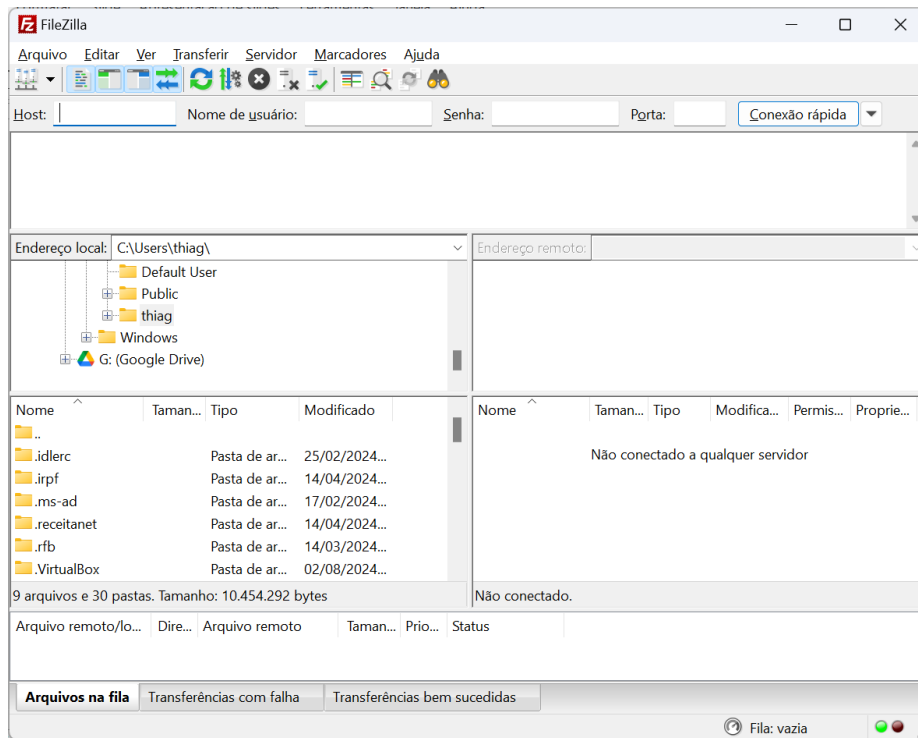 FileZilla
Arquivo Editar Ver Transferir Servidor Marcadores Ajuda
Host: Nome de usuário: Senha: Porta: Conexão rápida
Endereço local: C:\Users\thiag\
Endereço remoto:
Default User
Public
thiag
Windows
G: (Google Drive)
Nome Taman... Tipo Modificado
..
.idlerc Pasta de ar... 25/02/2024...
.irpf Pasta de ar... 14/04/2024...
.ms-ad Pasta de ar... 17/02/2024...
.receitanet Pasta de ar... 14/04/2024...
.rfb Pasta de ar... 14/03/2024...
.VirtualBox Pasta de ar... 02/08/2024...
9 arquivos e 30 pastas. Tamanho: 10.454.292 bytes
Nome Taman... Tipo Modifica... Permis... Proprie...
Não conectado a qualquer servidor
Não conectado.
Arquivo remoto/lo... Dire... Arquivo remoto Taman... Prio... Status
Arquivos na fila Transferências com falha Transferências bem sucedidas
Fila: vazia